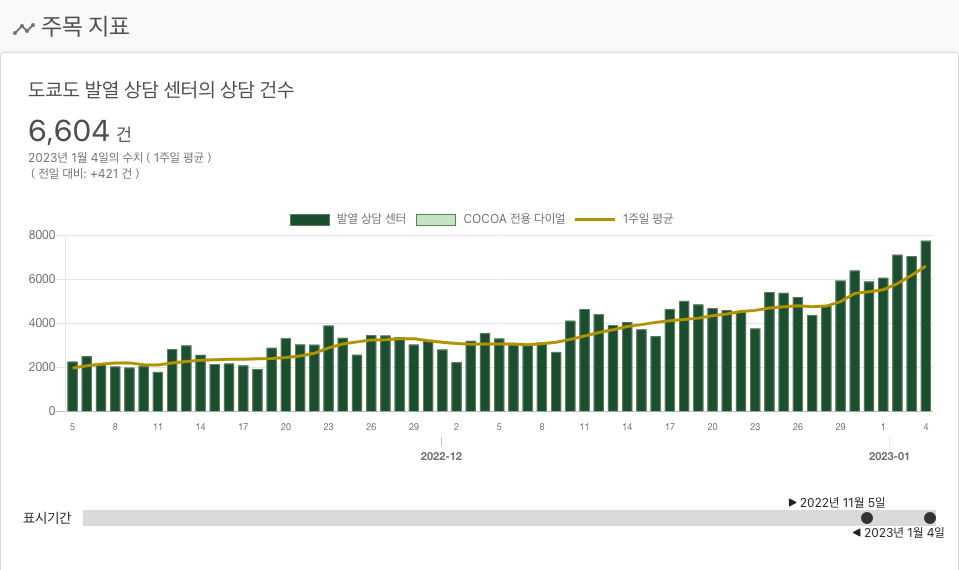 주목 지표
도쿄도 발열 상담 센터의 상담 건수
6,604 건
2023년 1월 4일의 수치 ( 1주일 평균 )
( 전일 대비: +421 건 )
발열 상담 센터 COCOA 전용 다이얼 1주일 평균
8000
6000
4000
2000
0
5 8 11 14 17 20 23 26 29 2 5 8 11 14 17 20 23 26 29 1 4
2022-12 2023-01
▶ 2022년 11월 5일
표시기간
◀ 2023년 1월 4일